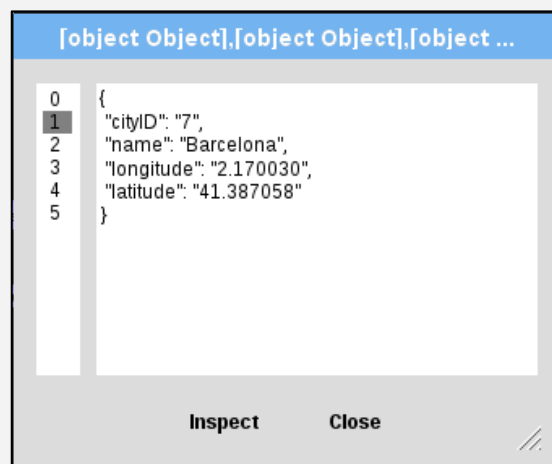 [object Object],[object Object],[object ...
0
1
2
3
4
5
{
"cityID": "7",
"name": "Barcelona",
"longitude": "2.170030",
"latitude": "41.387058"
}
Inspect
Close